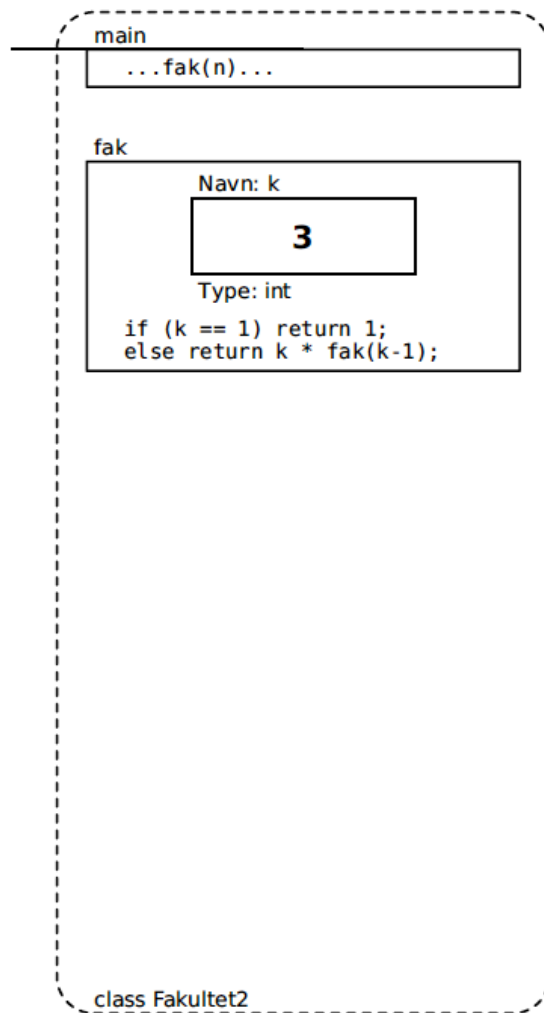 main
...fak(n)...
fak
Navn: k
3
Type: int
if (k == 1) return 1;
else return k * fak(k-1);
class Fakultet2